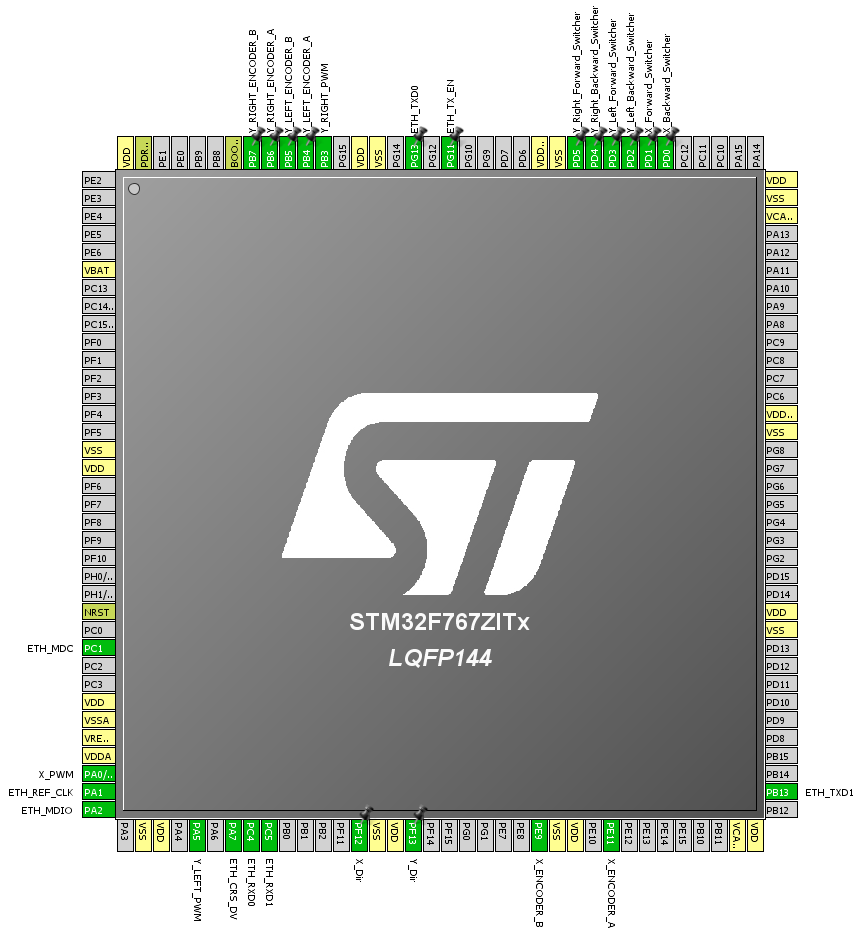 Y_RIGHT_ENCODER_B
Y_RIGHT_ENCODER_A
Y_LEFT_ENCODER_B
Y_LEFT_ENCODER_A
Y_RIGHT_PWM
ETH_TXD0
ETH_TX_EN
Y_Right_Forward_Switcher
Y_Right_Backward_Switcher
Y_Left_Forward_Switcher
Y_Left_Backward_Switcher
X_Forward_Switcher
X_Backward_Switcher
VDD
PDR..
PE1
PE0
PB9
PB8
BOO..
PB7
PB6
PB5
PB4
PB3
PG15
VDD
VSS
PG14
PG13
PG12
PG11
PG10
PG9
PD7
PD6
VDD..
VSS
PD5
PD4
PD3
PD2
PD1
PD0
PC12
PC11
PC10
PA15
PA14
PE2
PE3
PE4
PE5
PE6
VBAT
PC13
PC14..
PC15..
PF0
PF1
PF2
PF3
PF4
PF5
VSS
VDD
PF6
PF7
PF8
PF9
PF10
PH0/..
PH1/..
NRST
PC0
ETH_MDC PC1
PC2
PC3
VDD
VSSA
VRE..
VDDA
X_PWM PA0/..
ETH_REF_CLK PA1
ETH_MDIO PA2
STM32F767ZITx
LQFP144
VDD
VSS
VCA..
PA13
PA12
PA11
PA10
PA9
PA8
PC9
PC8
PC7
PC6
VDD..
VSS
PG8
PG7
PG6
PG5
PG4
PG3
PG2
PD15
PD14
VDD
VSS
PD13
PD12
PD11
PD10
PD9
PD8
PB15
PB14
PB13 ETH_TXD1
PB12
PA3
VSS
VDD
PA4
PA5
PA6
PA7
PC4
PC5
PB0
PB1
PB2
PF11
PF12
VSS
VDD
PF13
PF14
PF15
PG0
PG1
PE7
PE8
PE9
VSS
VDD
PE10
PE11
PE12
PE13
PE14
PE15
PB10
PB11
VCA..
VDD
Y_LEFT_PWM
ETH_CRS_DV
ETH_RXD0
ETH_RXD1
X_Dir
Y_Dir
X_ENCODER_B
X_ENCODER_A